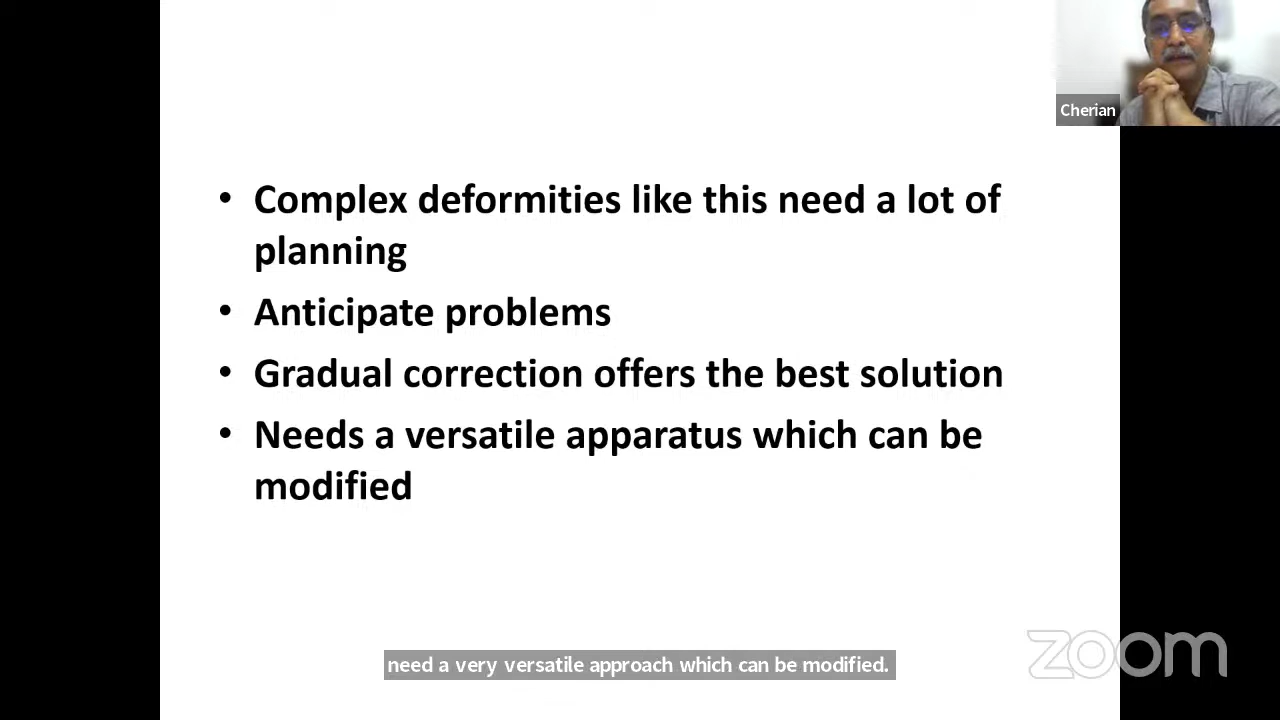 Cherian
• Complex deformities like this need a lot of
planning
• Anticipate problems
• Gradual correction offers the best solution
• Needs a versatile apparatus which can be
modified
need a very versatile approach which can be modified.
zoom